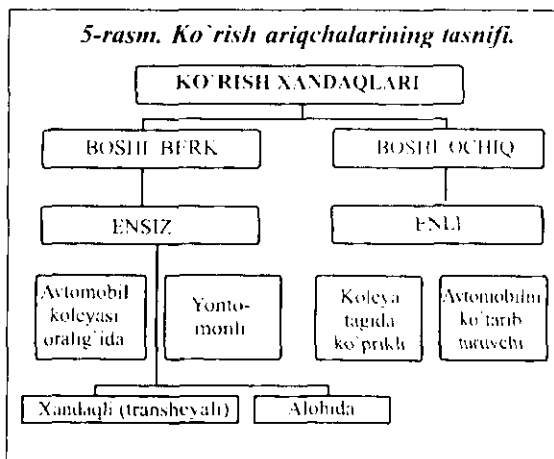 5-rasm. Ko`rish ariqchalarining tasnifi.
KO`RISH XANDAQLARI
BOSHI BERK
BOSHI OCHIQ
ENSIZ
ENLI
Avtomobil
koleyasi
oralig`ida
Yonto-
monli
Koleya
tagida
ko`prikli
Avtomobilni
ko`tarib
turuvchi
Xandaqli (transheyali)
Alohida